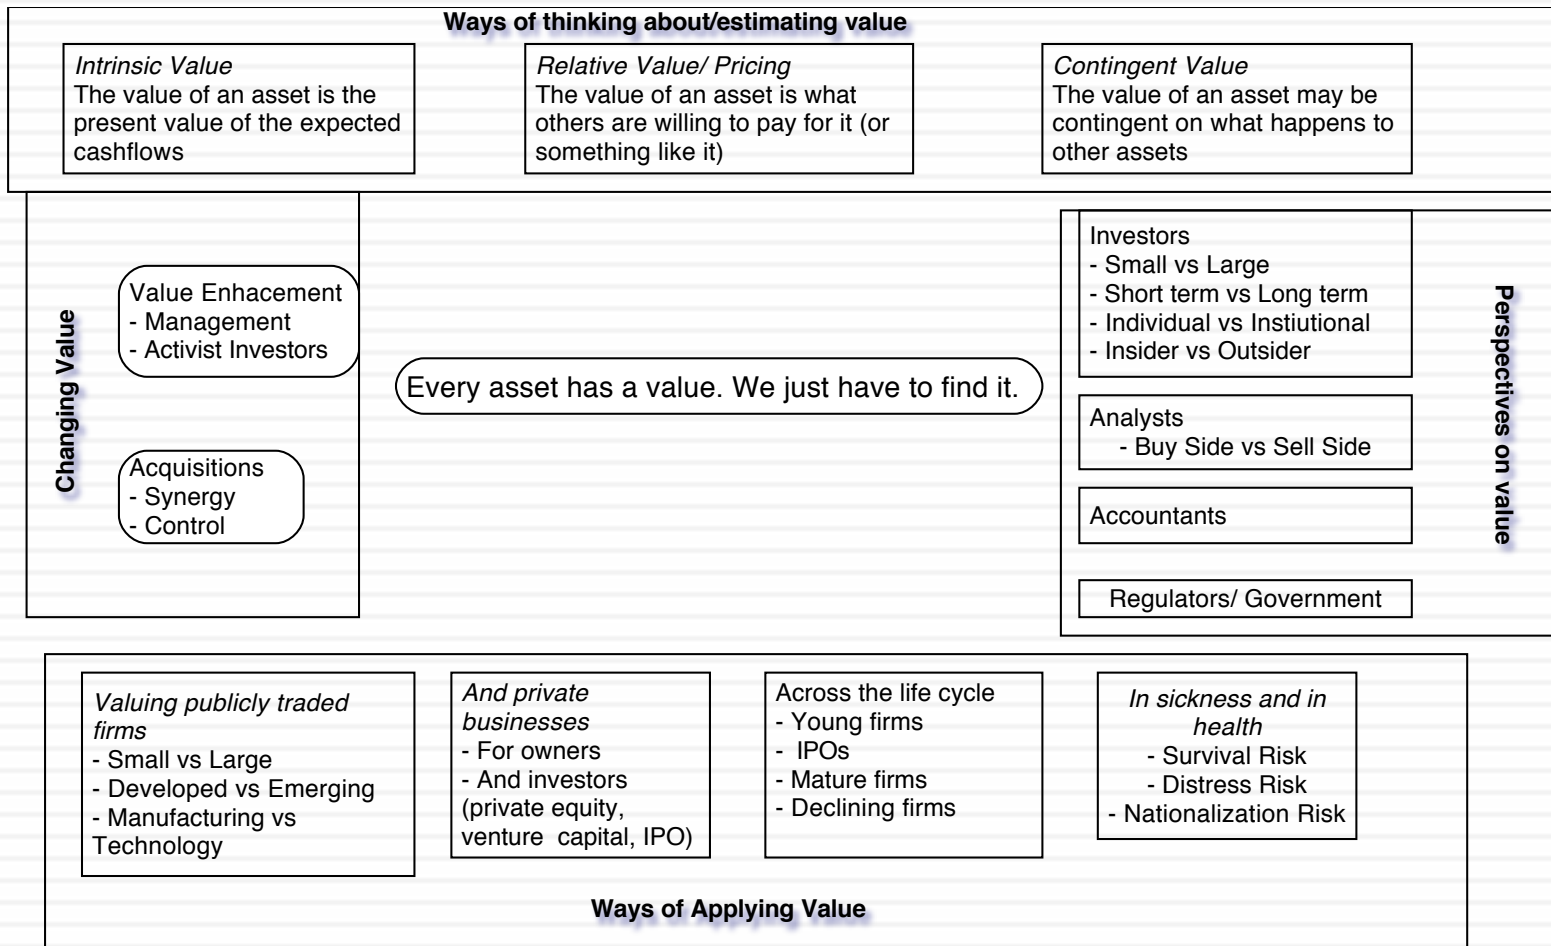 Ways of thinking about/estimating value
Intrinsic Value
The value of an asset is the
present value of the expected
cashflows
Relative Value/ Pricing
The value of an asset is what
others are willing to pay for it (or
something like it)
Contingent Value
The value of an asset may be
contingent on what happens to
other assets
Changing Value
Value Enhacement
- Management
- Activist Investors
Acquisitions
- Synergy
- Control
Every asset has a value. We just have to find it.
Investors
- Small vs Large
- Short term vs Long term
- Individual vs Instiutional
- Insider vs Outsider
Analysts
- Buy Side vs Sell Side
Accountants
Regulators/ Government
Perspectives on value
Valuing publicly traded
firms
- Small vs Large
- Developed vs Emerging
- Manufacturing vs
Technology
And private
businesses
- For owners
- And investors
(private equity,
venture capital, IPO)
Across the life cycle
- Young firms
- IPOs
- Mature firms
- Declining firms
In sickness and in
health
- Survival Risk
- Distress Risk
- Nationalization Risk
Ways of Applying Value